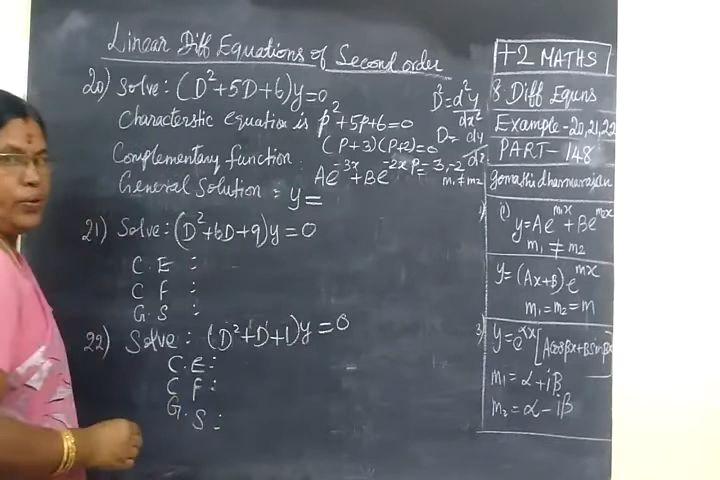 Linear Diff Equations of Second order
20) Solve: (D²+5D+6)y=0
Characterstic equation is p²+5p+6=0
(p+3)(p+2)=0
Complementary function: Ae^-3x+Be^-2x P=-3,-2
m₁≠m₂
General Solution: y=
D²=d²y/dx²
D= dy/dx
21) Solve: (D²+6D+9)y=0
C.E :
C F :
G.S :
22) Solve: (D²+D+1)y=0
C.E:
C F:
G.S:
+2 MATHS
8. Diff Equns
Example-20,21,22
PART-148
gomathidharmarajan
1) y=Ae^m₁x+Be^m₂x
m₁≠m₂
y=(Ax+B)e^mx
m₁=m₂=m
3) y=e^αx[Acosβx+Bsinβx]
m₁=α+iβ
m₂=α-iβ